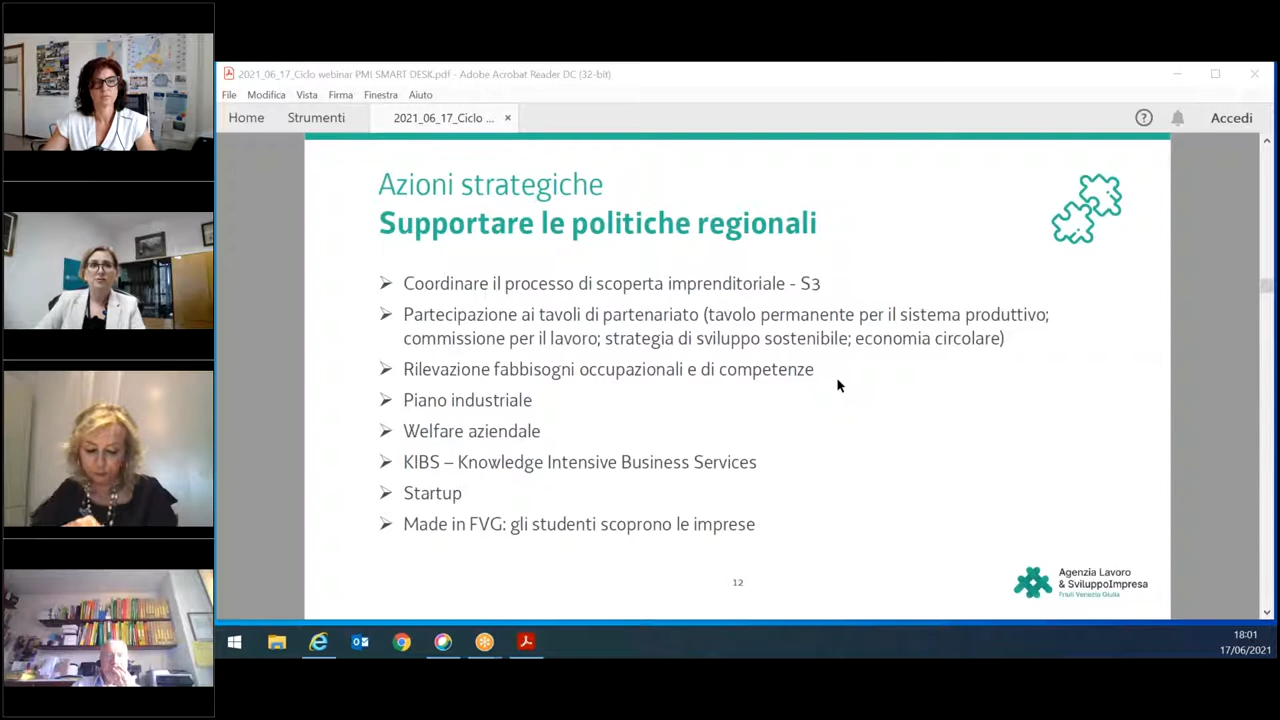 2021_06_17_Ciclo webinar PMI SMART DESK.pdf - Adobe Acrobat Reader DC (32-bit)
File Modifica Vista Firma Finestra Aiuto
Home Strumenti 2021_06_17_Ciclo ... × Accedi
Azioni strategiche
Supportare le politiche regionali
Coordinare il processo di scoperta imprenditoriale - S3
Partecipazione ai tavoli di partenariato (tavolo permanente per il sistema produttivo;
commissione per il lavoro; strategia di sviluppo sostenibile; economia circolare)
Rilevazione fabbisogni occupazionali e di competenze
Piano industriale
Welfare aziendale
KIBS – Knowledge Intensive Business Services
Startup
Made in FVG: gli studenti scoprono le imprese
12
Agenzia Lavoro
& SviluppoImpresa
Friuli Venezia Giulia
18:01
17/06/2021